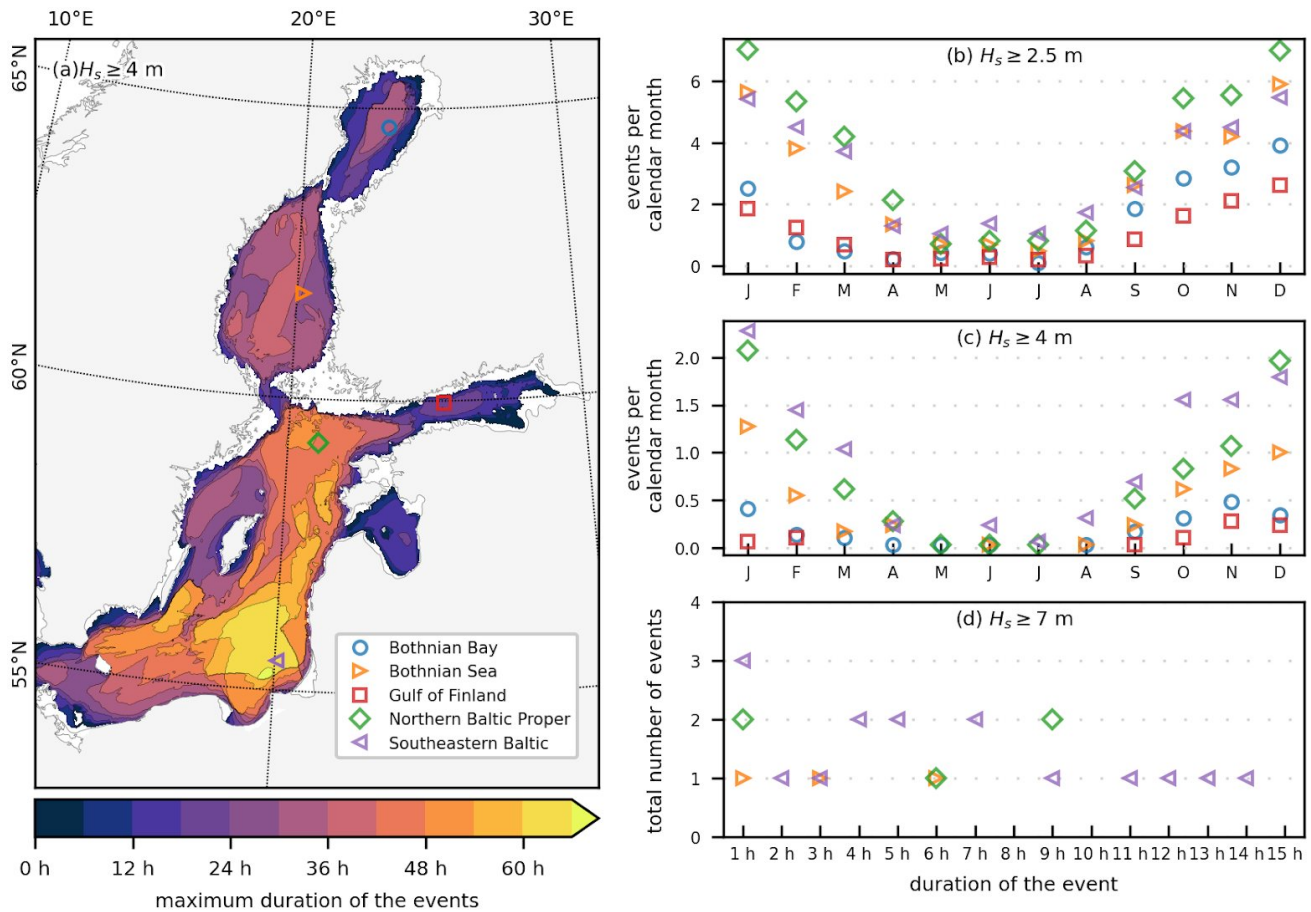 10°E
20°E
30°E
65°N
60°N
55°N
(a) H_s ≥ 4 m
Bothnian Bay
Bothnian Sea
Gulf of Finland
Northern Baltic Proper
Southeastern Baltic
0 h 12 h 24 h 36 h 48 h 60 h
maximum duration of the events
(b) H_s ≥ 2.5 m
events per
calendar month
6
4
2
0
J F M A M J J A S O N D
(c) H_s ≥ 4 m
events per
calendar month
2.0
1.5
1.0
0.5
0.0
J F M A M J J A S O N D
(d) H_s ≥ 7 m
total number of events
4
3
2
1
0
1 h 2 h 3 h 4 h 5 h 6 h 7 h 8 h 9 h 10 h 11 h 12 h 13 h 14 h 15 h
duration of the event